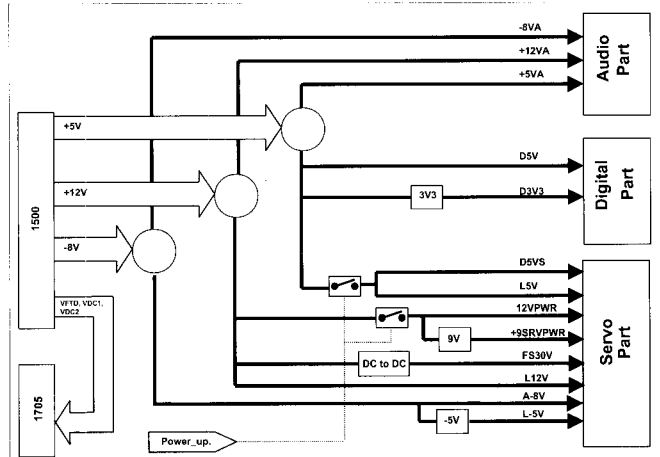 -8VA
+12VA
+5VA
Audio
Part
+5V
D5V
3V3
D3V3
Digital
Part
+12V
1500
-8V
D5VS
L5V
VFTD, VDC1,
VDC2
12VPWR
9V
+9SRVPWR
Servo
Part
DC to DC
FS30V
L12V
A-8V
1705
-5V
L-5V
Power_up.